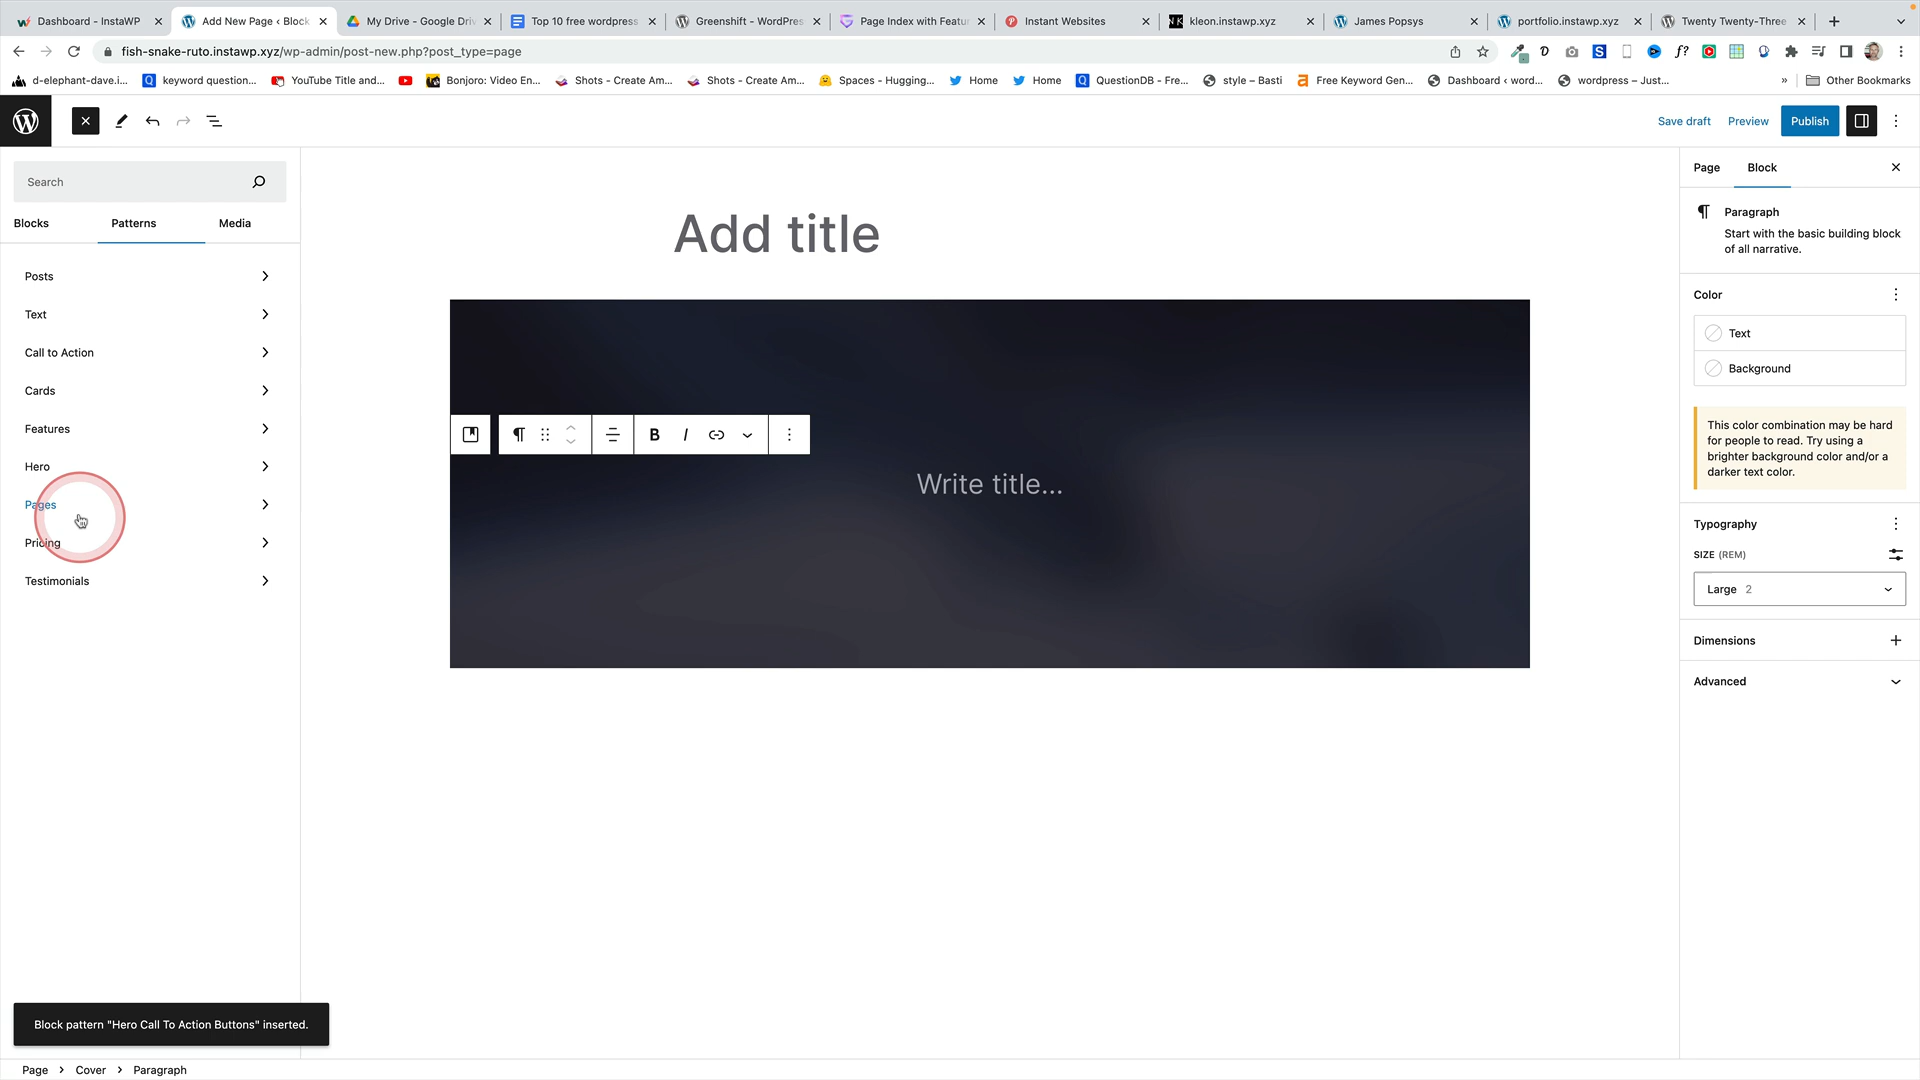 Dashboard - InstaWP
Add New Page ‹ Block
My Drive - Google Driv
Top 10 free wordpress
Greenshift - WordPres
Page Index with Featur
Instant Websites
kleon.instawp.xyz
James Popsys
portfolio.instawp.xyz
Twenty Twenty-Three
fish-snake-ruto.instawp.xyz/wp-admin/post-new.php?post_type=page
d-elephant-dave.i...
keyword question...
YouTube Title and...
Bonjoro: Video En...
Shots - Create Am...
Shots - Create Am...
Spaces - Hugging...
Home
Home
QuestionDB - Fre...
style – Basti
Free Keyword Gen...
Dashboard ‹ word...
wordpress – Just...
»
Other Bookmarks
Save draft
Preview
Publish
Search
Blocks
Patterns
Media
Posts
Text
Call to Action
Cards
Features
Hero
Pages
Pricing
Testimonials
Add title
B
I
Write title...
Page
Block
Paragraph
Start with the basic building block
of all narrative.
Color
Text
Background
This color combination may be hard
for people to read. Try using a
brighter background color and/or a
darker text color.
Typography
SIZE (REM)
Large 2
Dimensions
Advanced
Block pattern "Hero Call To Action Buttons" inserted.
Page > Cover > Paragraph